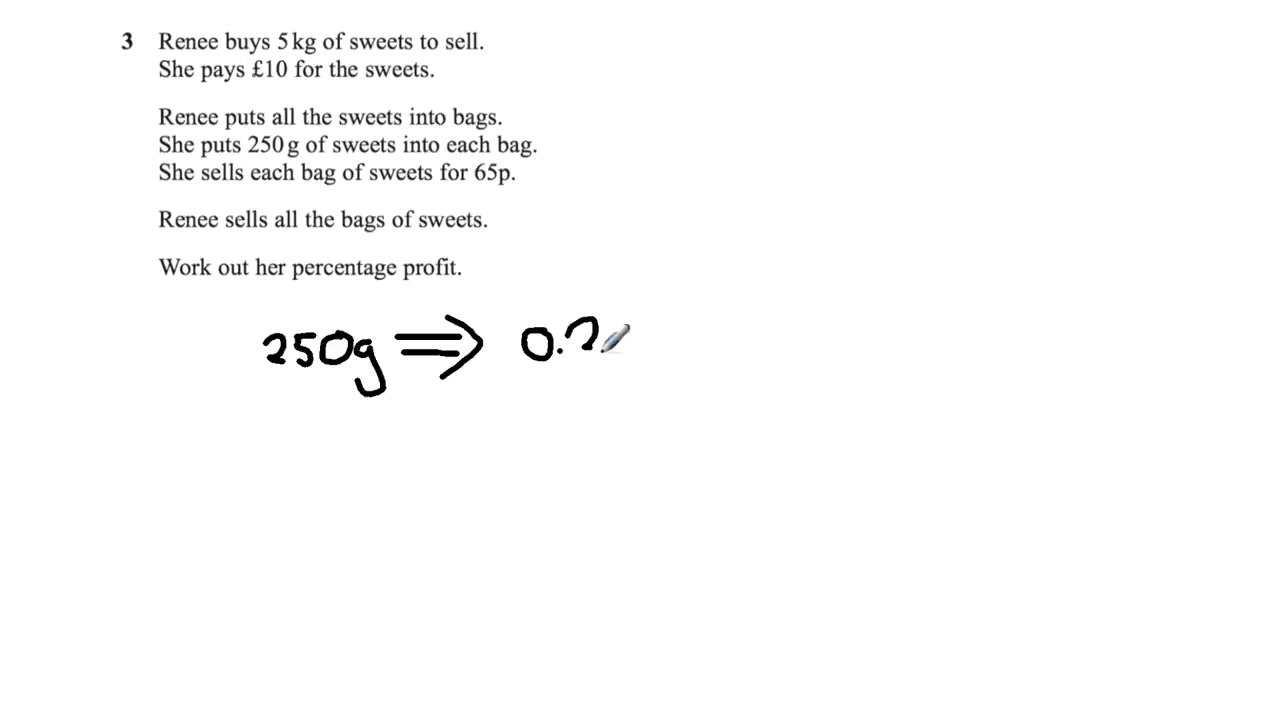 3 Renee buys 5 kg of sweets to sell.
She pays £10 for the sweets.
Renee puts all the sweets into bags.
She puts 250 g of sweets into each bag.
She sells each bag of sweets for 65p.
Renee sells all the bags of sweets.
Work out her percentage profit.
250g ⇒ 0.2